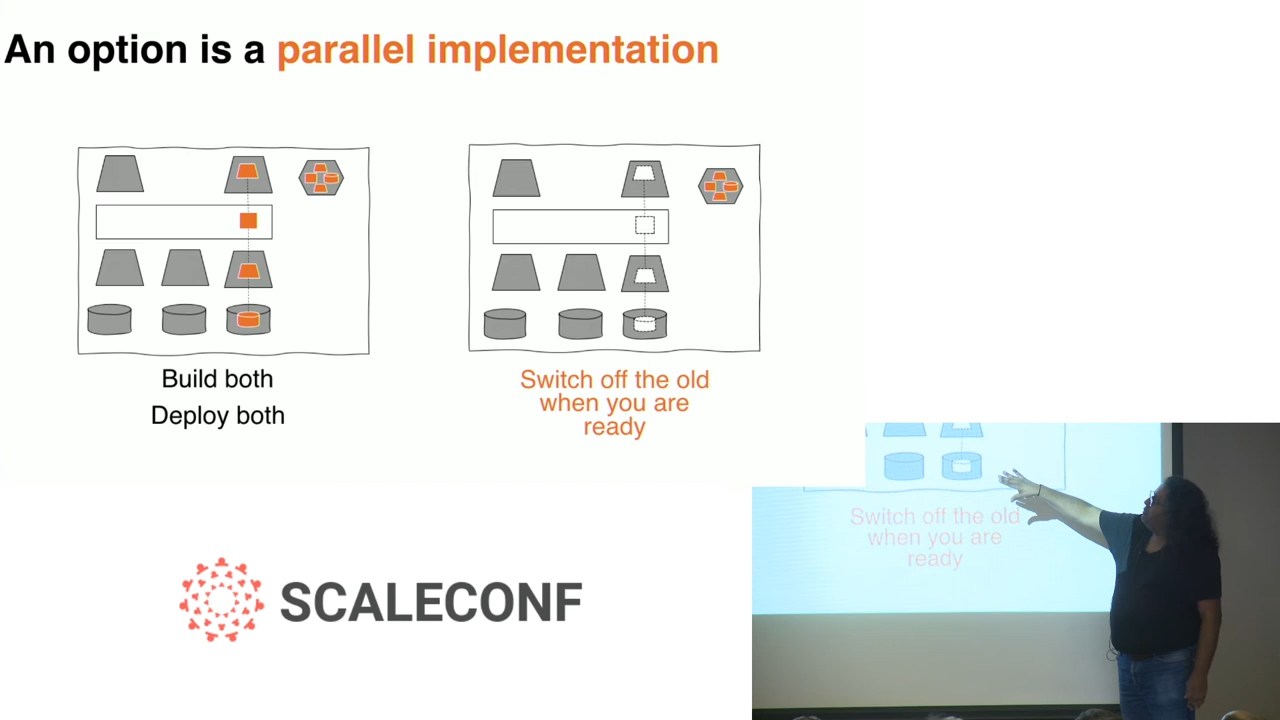 An option is a parallel implementation
Build both
Deploy both
Switch off the old
when you are
ready
SCALECONF
Switch off the old
when you are
ready